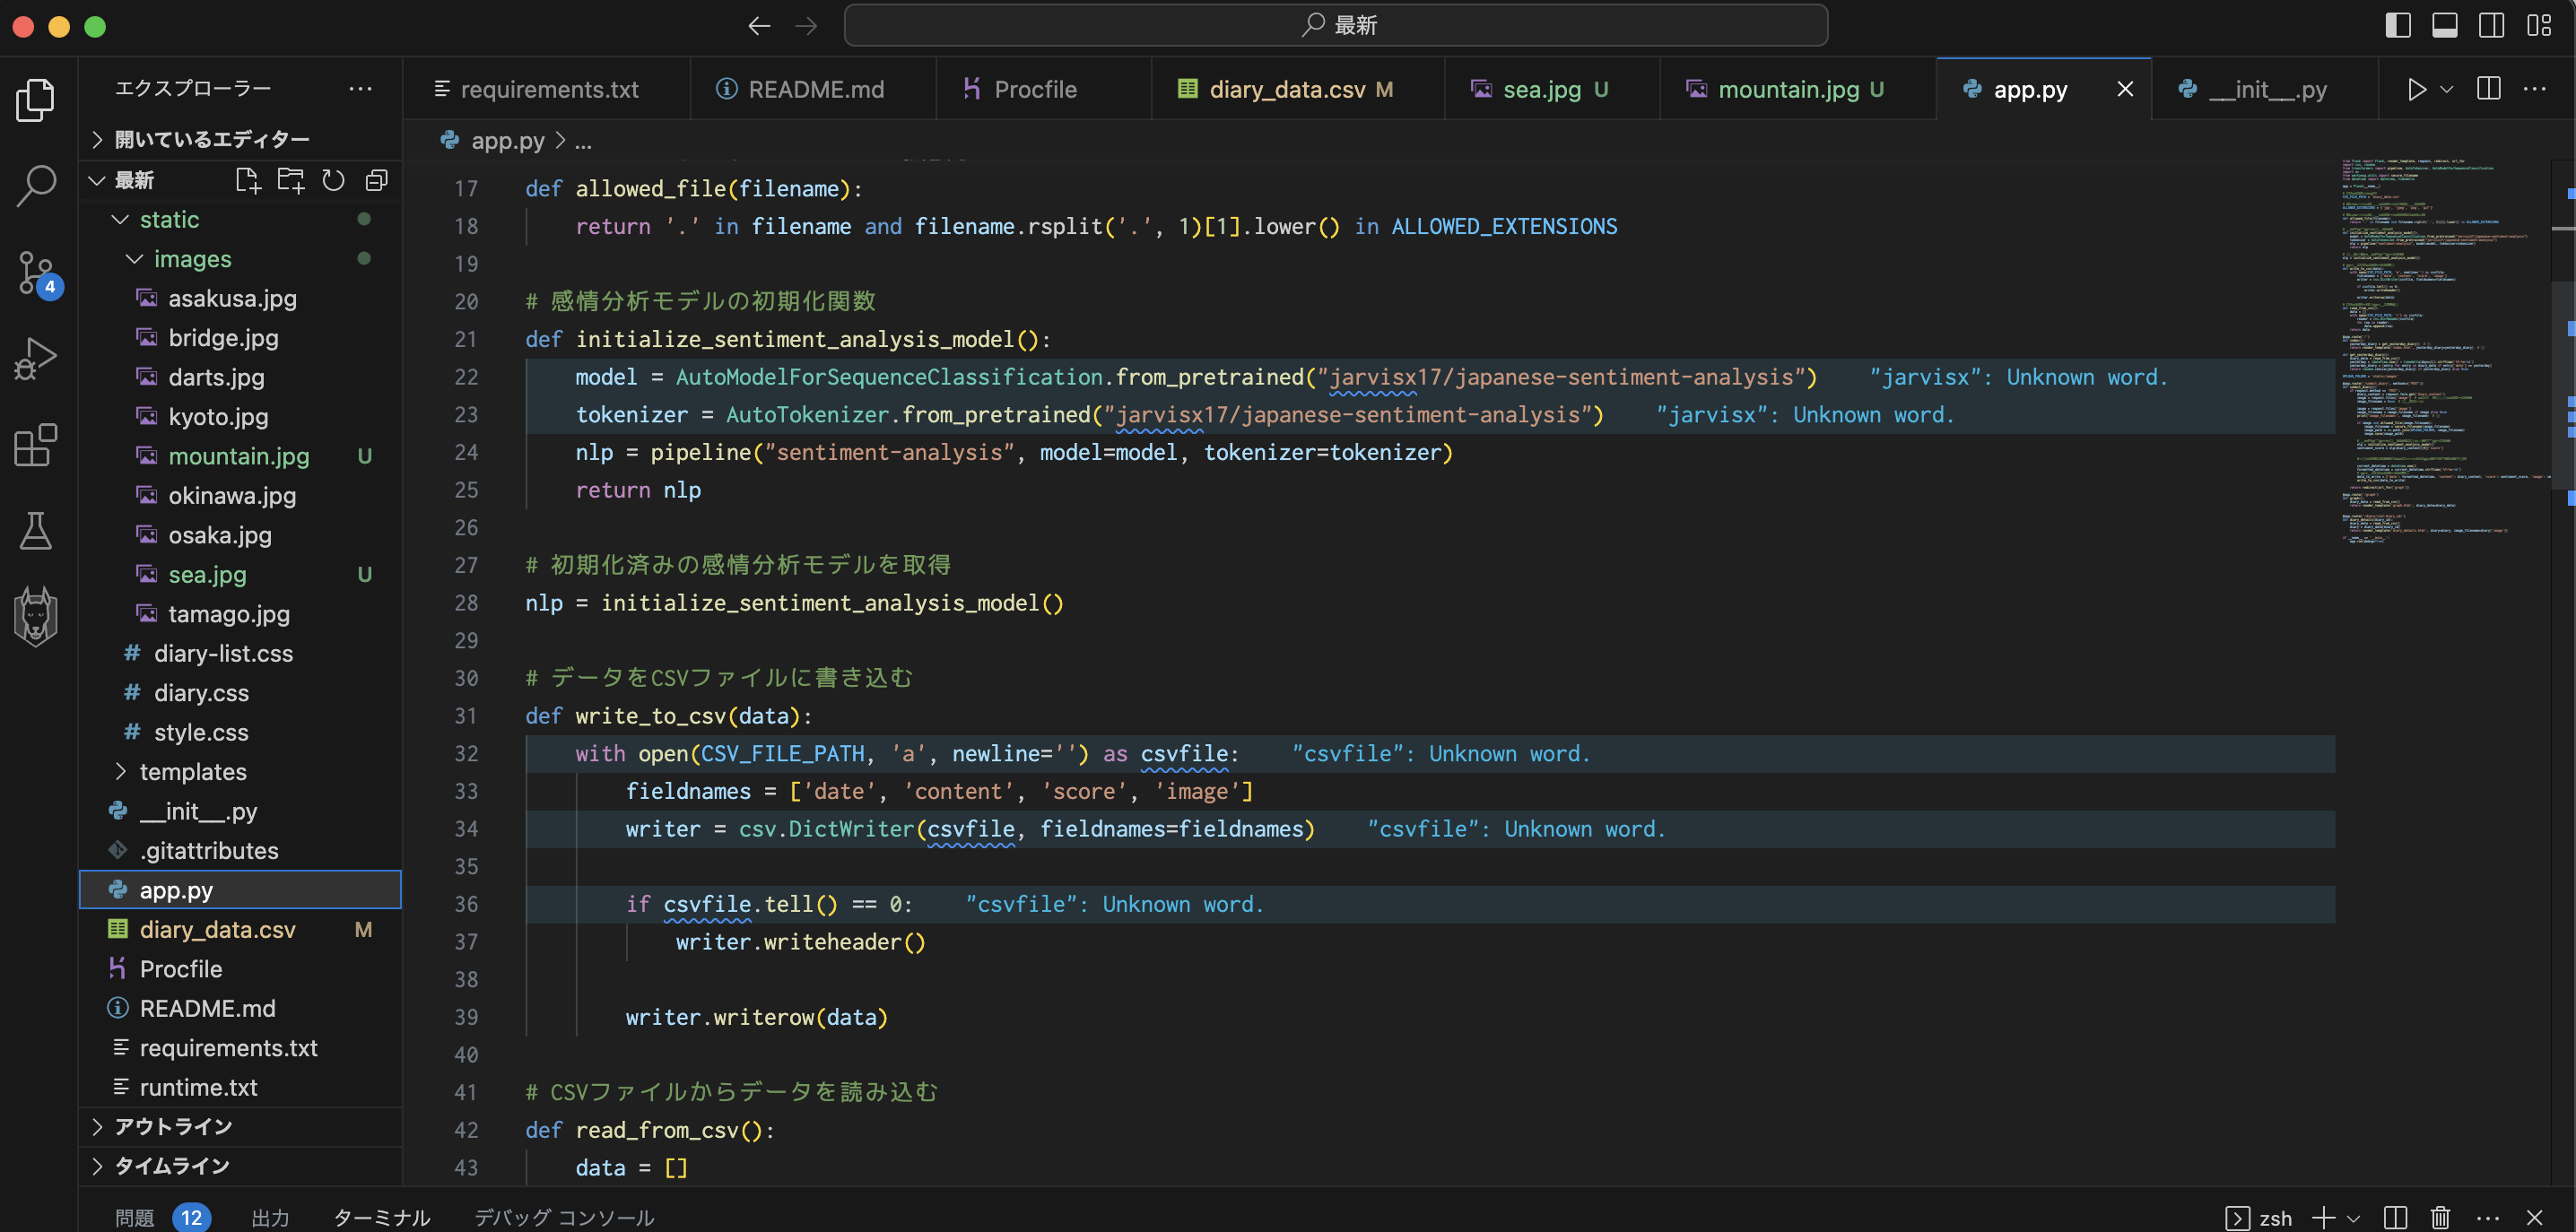 最新
エクスプローラー
requirements.txt
README.md
Procfile
diary_data.csv M
sea.jpg U
mountain.jpg U
app.py
__init__.py
開いているエディター
app.py > ...
最新
static
images
asakusa.jpg
bridge.jpg
darts.jpg
kyoto.jpg
mountain.jpg U
okinawa.jpg
osaka.jpg
sea.jpg U
tamago.jpg
# diary-list.css
# diary.css
# style.css
templates
__init__.py
.gitattributes
app.py
diary_data.csv M
Procfile
README.md
requirements.txt
runtime.txt
アウトライン
タイムライン
4
17 def allowed_file(filename):
18     return '.' in filename and filename.rsplit('.', 1)[1].lower() in ALLOWED_EXTENSIONS
19
20 # 感情分析モデルの初期化関数
21 def initialize_sentiment_analysis_model():
22     model = AutoModelForSequenceClassification.from_pretrained("jarvisx17/japanese-sentiment-analysis")    "jarvisx": Unknown word.
23     tokenizer = AutoTokenizer.from_pretrained("jarvisx17/japanese-sentiment-analysis")    "jarvisx": Unknown word.
24     nlp = pipeline("sentiment-analysis", model=model, tokenizer=tokenizer)
25     return nlp
26
27 # 初期化済みの感情分析モデルを取得
28 nlp = initialize_sentiment_analysis_model()
29
30 # データをCSVファイルに書き込む
31 def write_to_csv(data):
32     with open(CSV_FILE_PATH, 'a', newline='') as csvfile:    "csvfile": Unknown word.
33         fieldnames = ['date', 'content', 'score', 'image']
34         writer = csv.DictWriter(csvfile, fieldnames=fieldnames)    "csvfile": Unknown word.
35
36         if csvfile.tell() == 0:    "csvfile": Unknown word.
37             writer.writeheader()
38
39         writer.writerow(data)
40
41 # CSVファイルからデータを読み込む
42 def read_from_csv():
43     data = []
問題 12 出力 ターミナル デバッグ コンソール
zsh